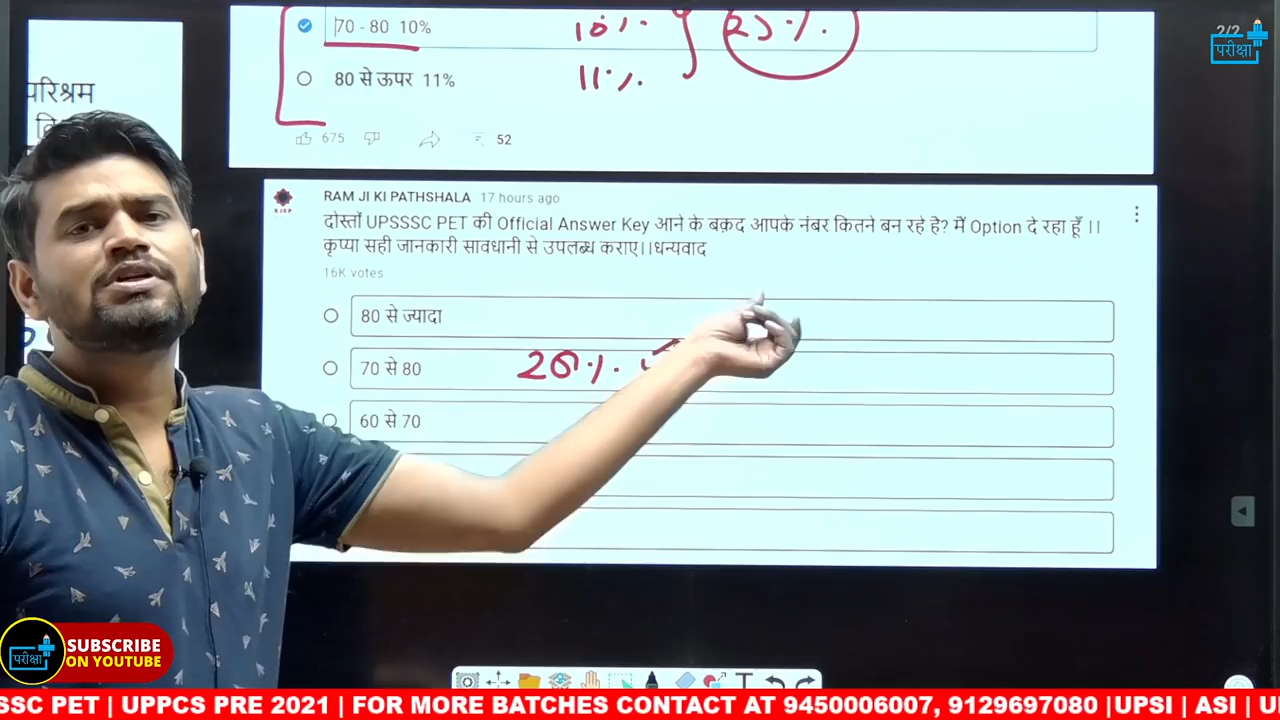 2/2
परीक्षा
70 - 80 10%
10%
25%.
80 से ऊपर 11%
11%
परिश्रम
675
52
RAM JI KI PATHSHALA 17 hours ago
दोस्तों UPSSSC PET की Official Answer Key आने के बक़द आपके नंबर कितने बन रहे है? में Option दे रहा हूँ ।।
कृप्या सही जानकारी सावधानी से उपलब्ध कराए।।धन्यवाद
16K votes
80 से ज्यादा
70 से 80
26%.
60 से 70
परीक्षा
SUBSCRIBE
ON YOUTUBE
SSC PET | UPPCS PRE 2021 | FOR MORE BATCHES CONTACT AT 9450006007, 9129697080 |UPSI | ASI | U